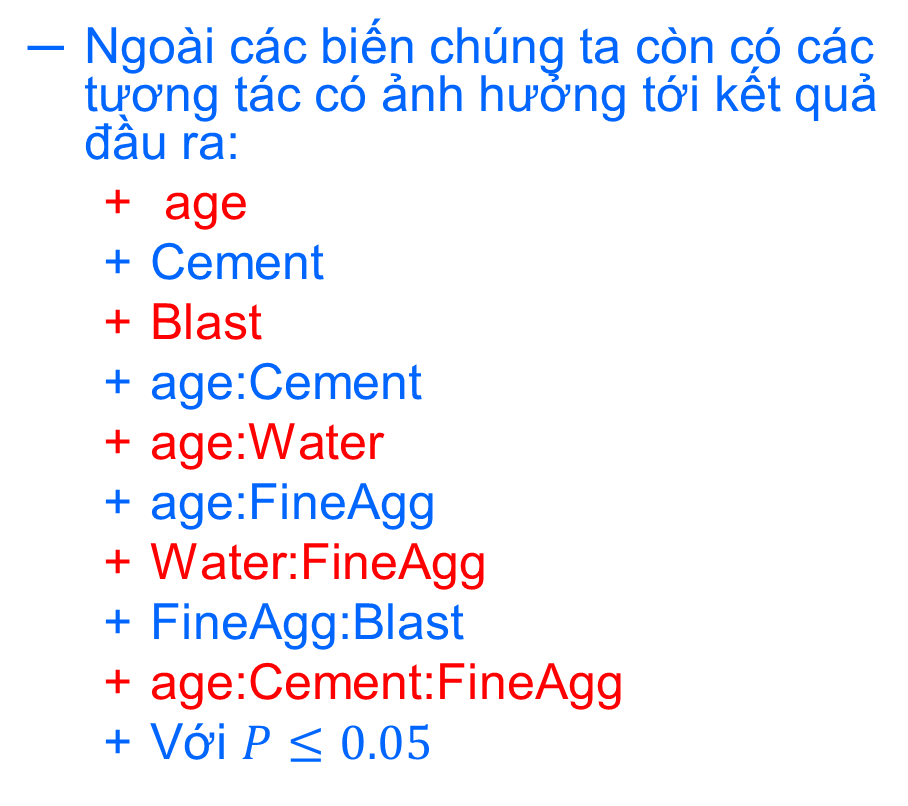 – Ngoài các biến chúng ta còn có các
tương tác có ảnh hưởng tới kết quả
đầu ra:
+ age
+ Cement
+ Blast
+ age:Cement
+ age:Water
+ age:FineAgg
+ Water:FineAgg
+ FineAgg:Blast
+ age:Cement:FineAgg
+ Với P ≤ 0.05